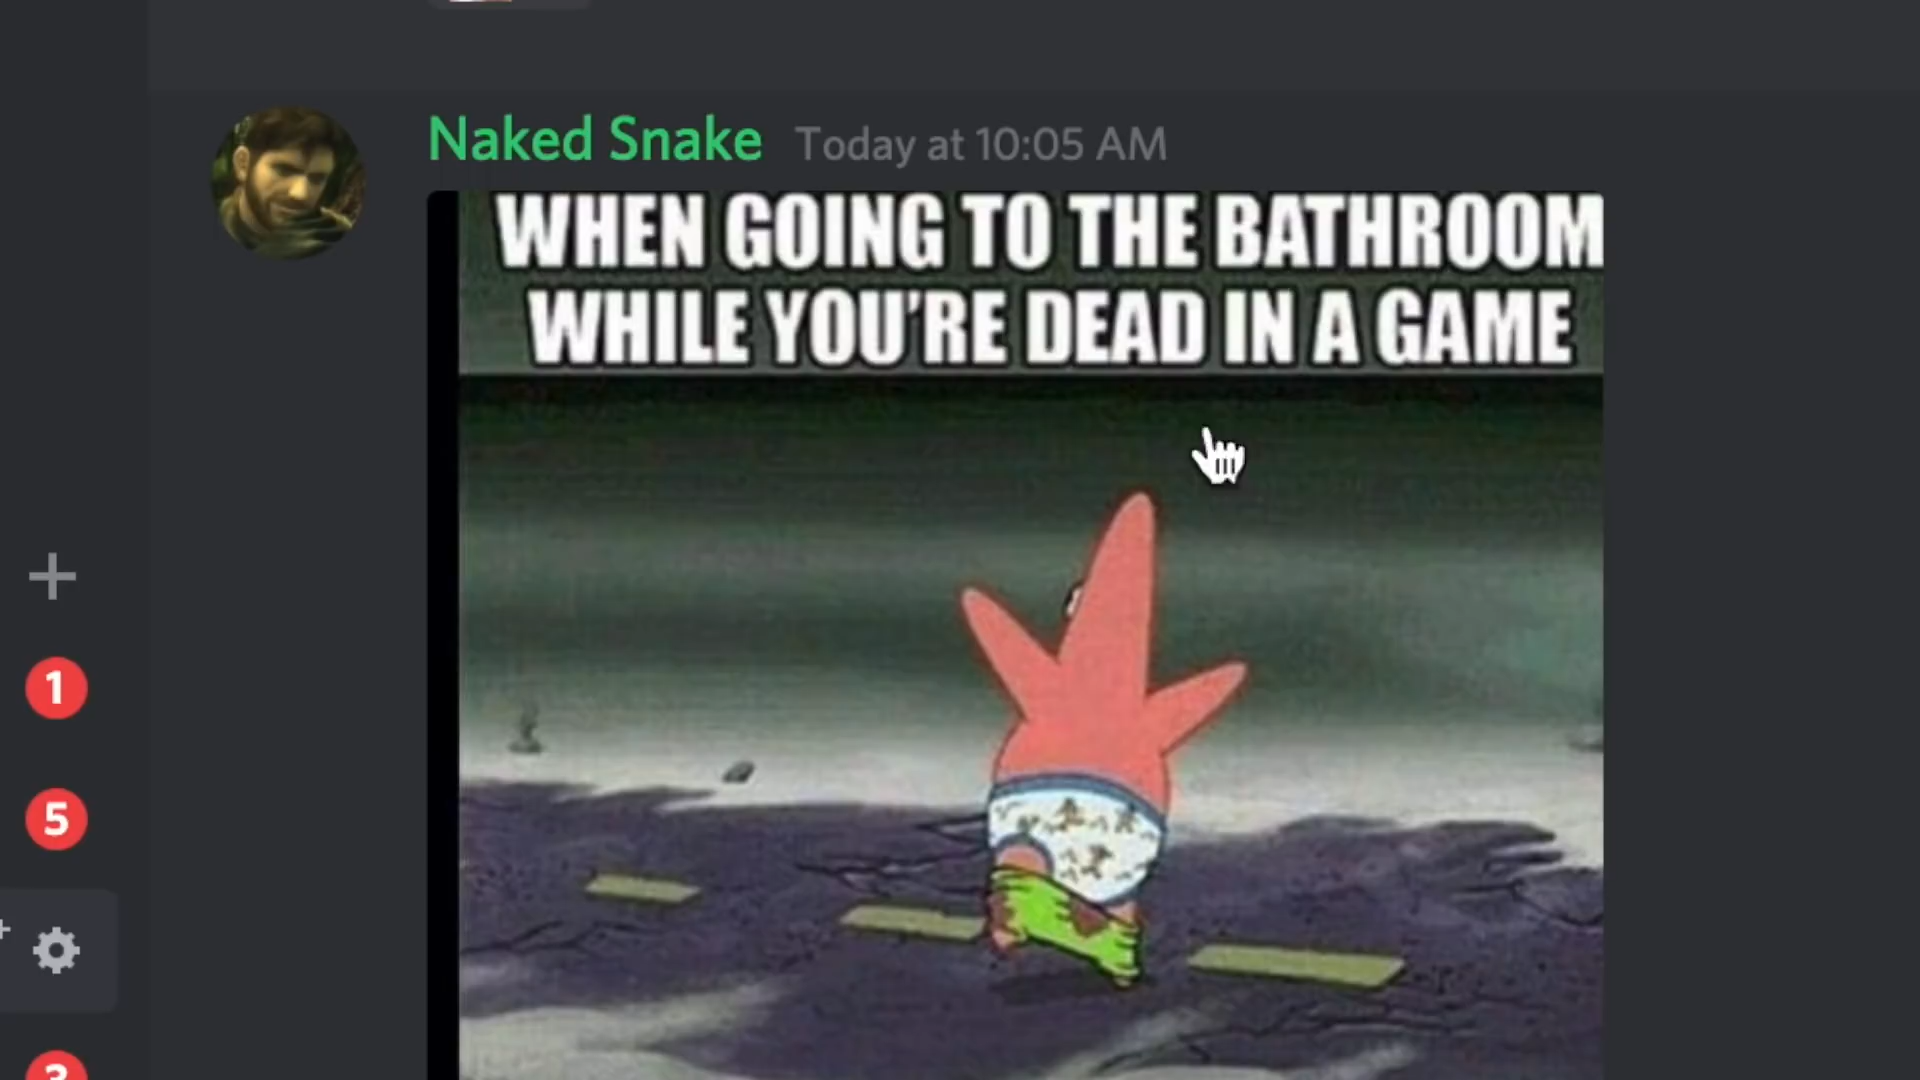 Naked Snake Today at 10:05 AM
WHEN GOING TO THE BATHROOM
WHILE YOU'RE DEAD IN A GAME
1
5
3